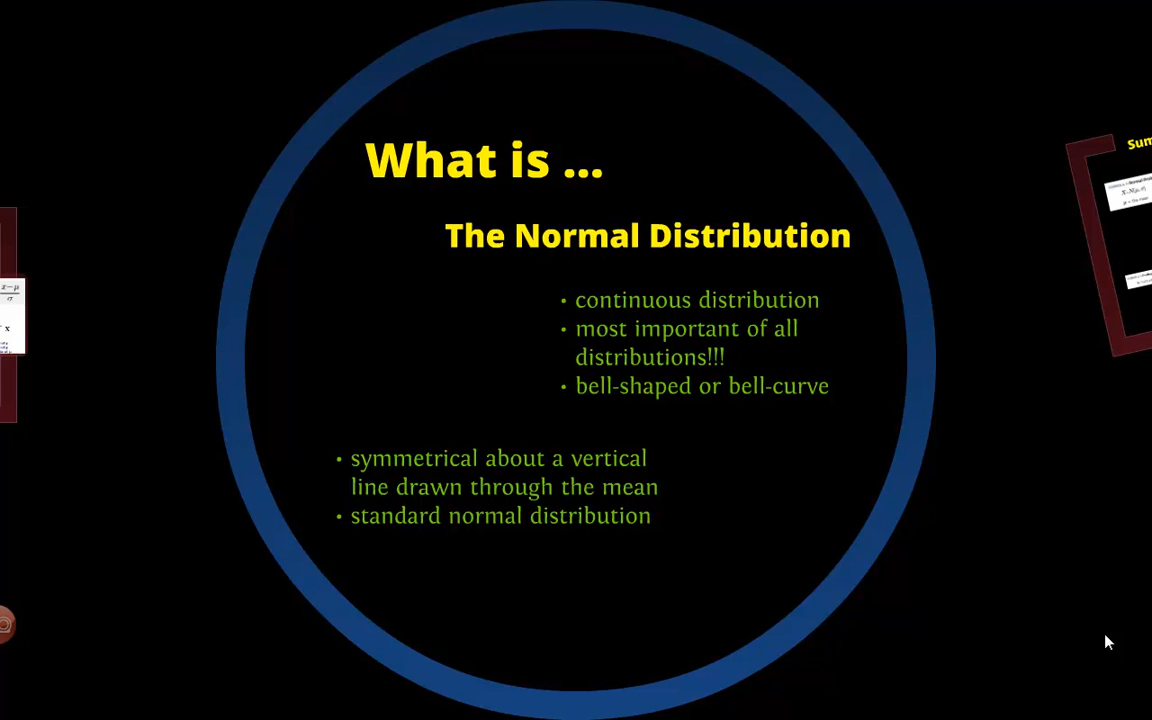 What is ...
The Normal Distribution
• continuous distribution
• most important of all
distributions!!!
• bell-shaped or bell-curve
• symmetrical about a vertical
line drawn through the mean
• standard normal distribution
x−μ
σ
x
Sum
X~N(μ, σ)